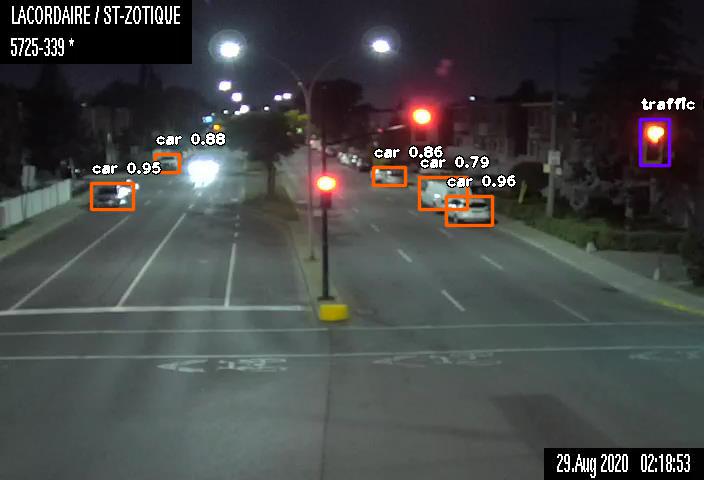 LACORDAIRE / ST-ZOTIQUE
5725-339 *
traffic
car 0.88
car 0.86
car 0.79
car 0.95
car 0.96
29.Aug 2020 02:18:53